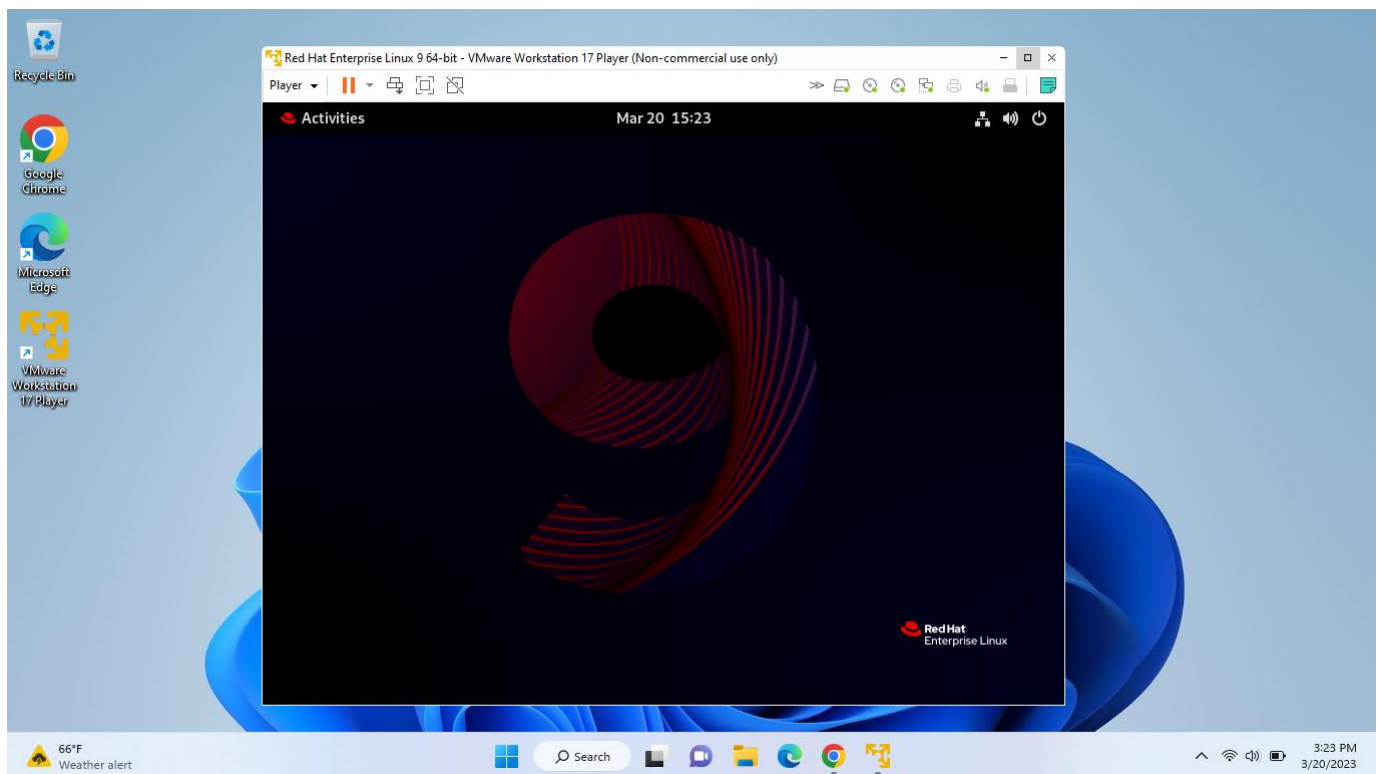 Recycle Bin
Google
Chrome
Microsoft
Edge
VMware
Workstation
17 Player
Red Hat Enterprise Linux 9 64-bit - VMware Workstation 17 Player (Non-commercial use only)
Player
Activities
Mar 20 15:23
9
Red Hat
Enterprise Linux
66°F
Weather alert
Search
3:23 PM
3/20/2023